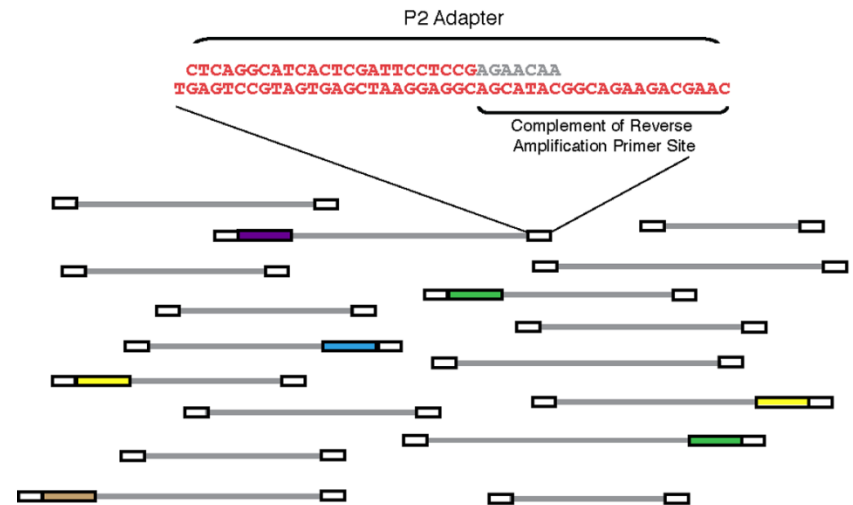 P2 Adapter
CTCAGGCATCACTCGATTCCTCCGAGAACAA
TGAGTCCGTAGTGAGCTAAGGAGGCAGCATACGGCAGAAGACGAAC
Complement of Reverse
Amplification Primer Site